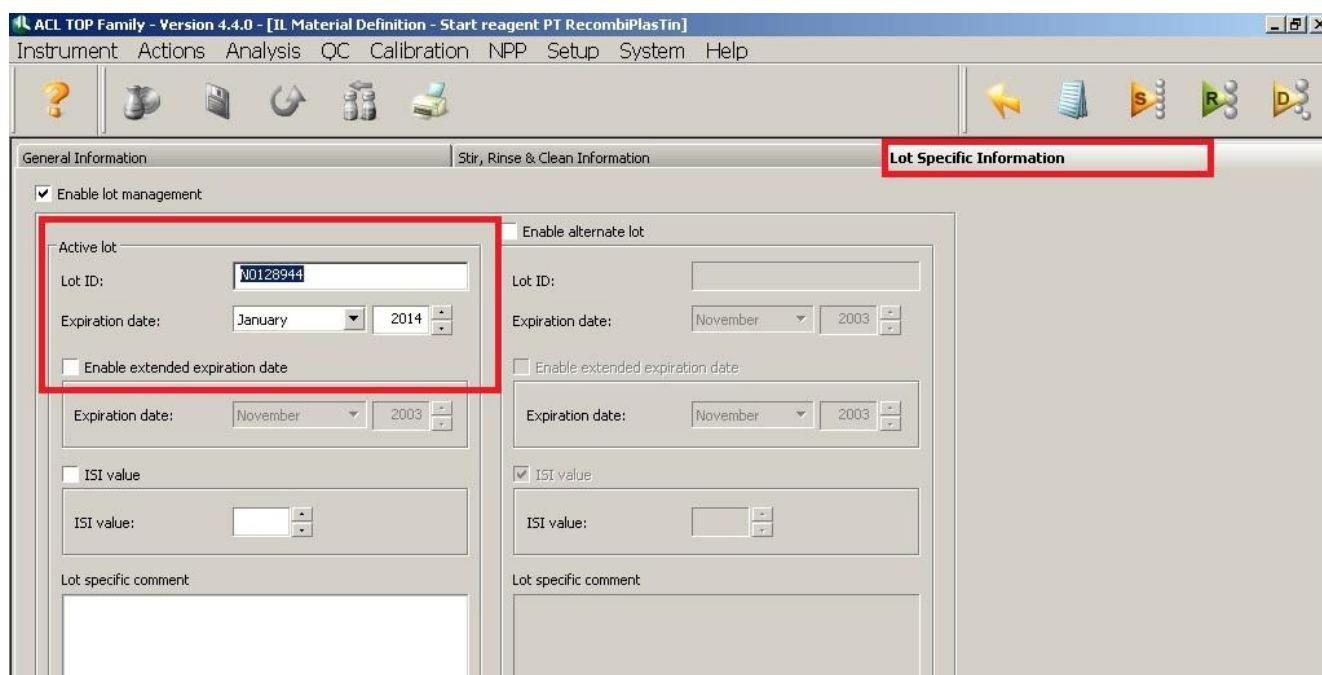 ACL TOP Family - Version 4.4.0 - [IL Material Definition - Start reagent PT RecombiPlasTin]
Instrument Actions Analysis QC Calibration NPP Setup System Help
S R D
General Information Stir, Rinse & Clean Information Lot Specific Information
Enable lot management
Enable alternate lot
Active lot
Lot ID: N0128944 Lot ID:
Expiration date: January 2014 Expiration date: November 2003
Enable extended expiration date Enable extended expiration date
Expiration date: November 2003 Expiration date: November 2003
ISI value ISI value
ISI value: ISI value:
Lot specific comment Lot specific comment